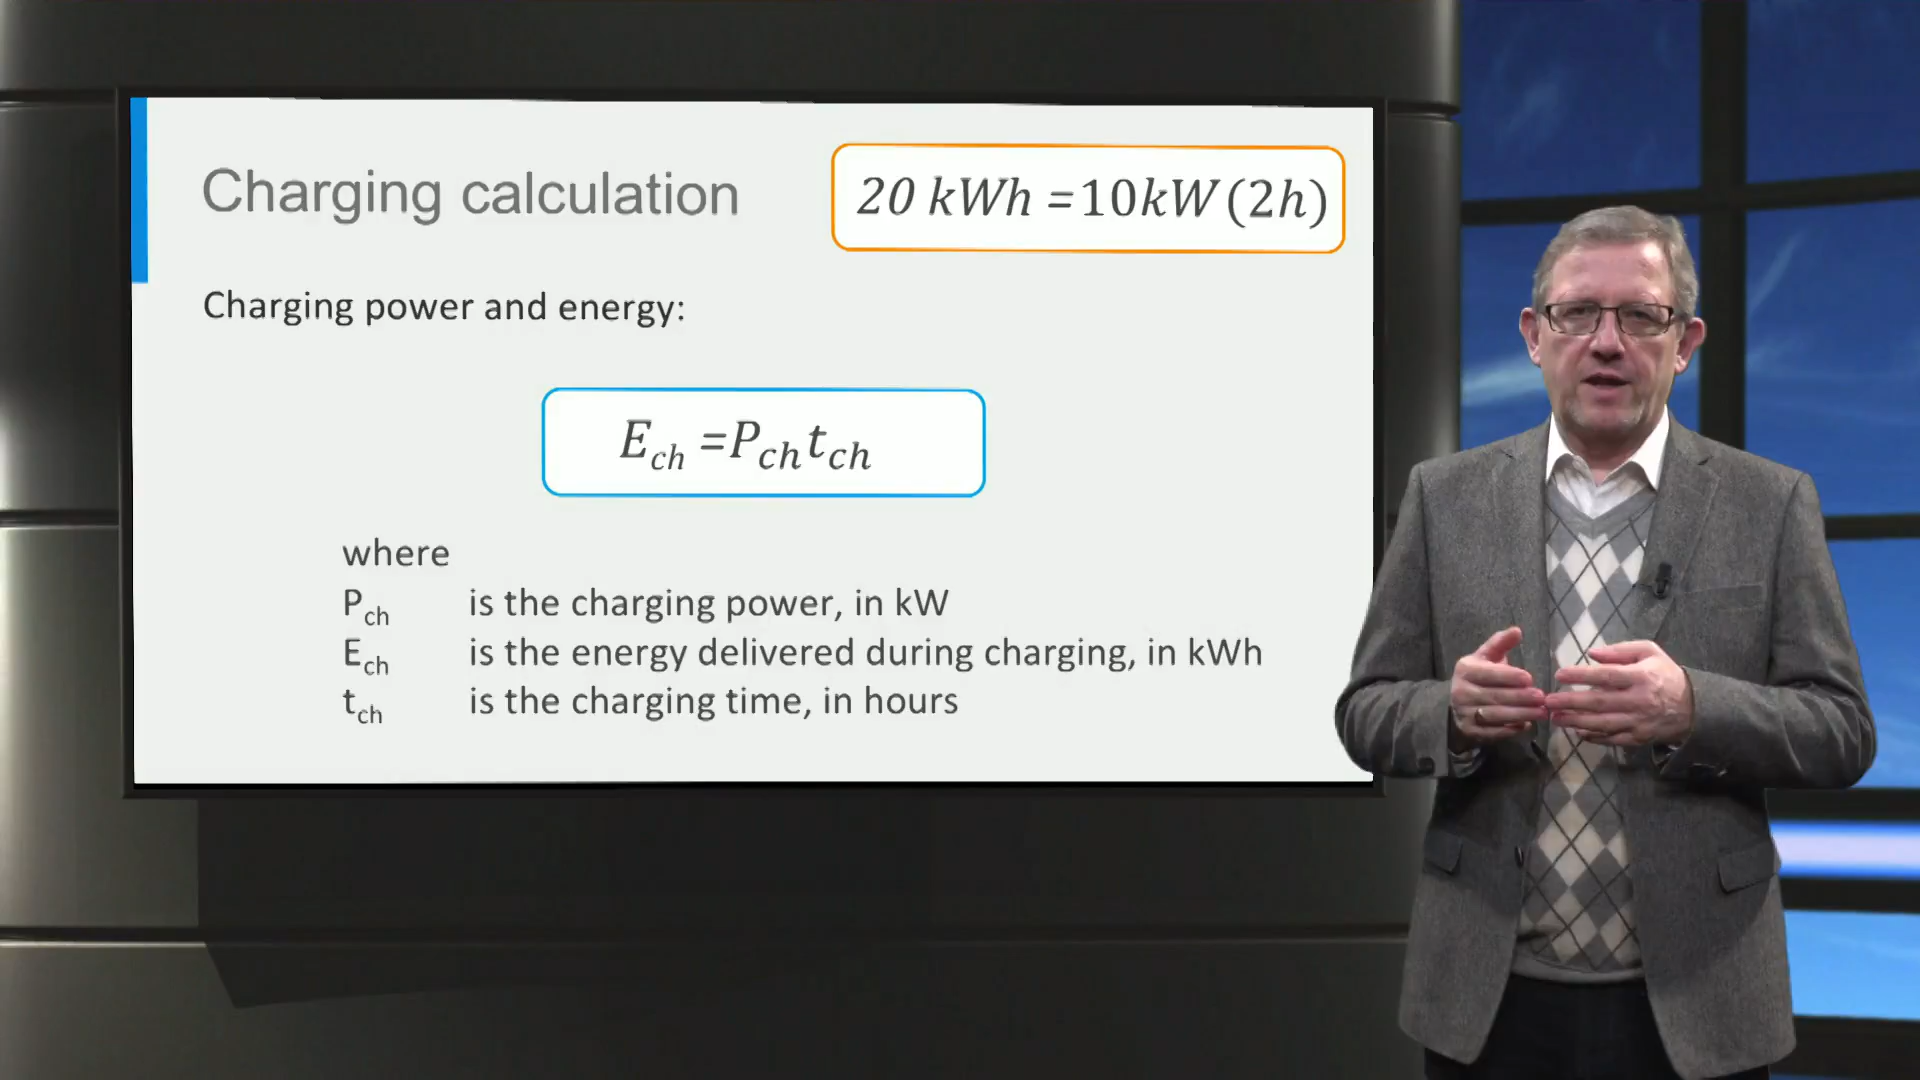 Charging calculation
20 kWh =10kW(2h)
Charging power and energy:
E_ch =P_ch t_ch
where
P_ch is the charging power, in kW
E_ch is the energy delivered during charging, in kWh
t_ch is the charging time, in hours